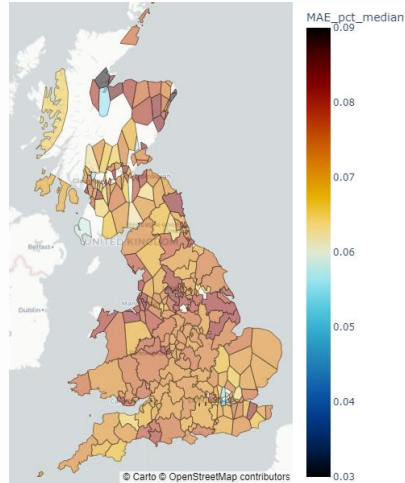 MAE_pct_median
0.09
0.08
0.07
0.06
0.05
0.04
0.03
Belfast
UNITED KINGDOM
Dublin
© Carto © OpenStreetMap contributors